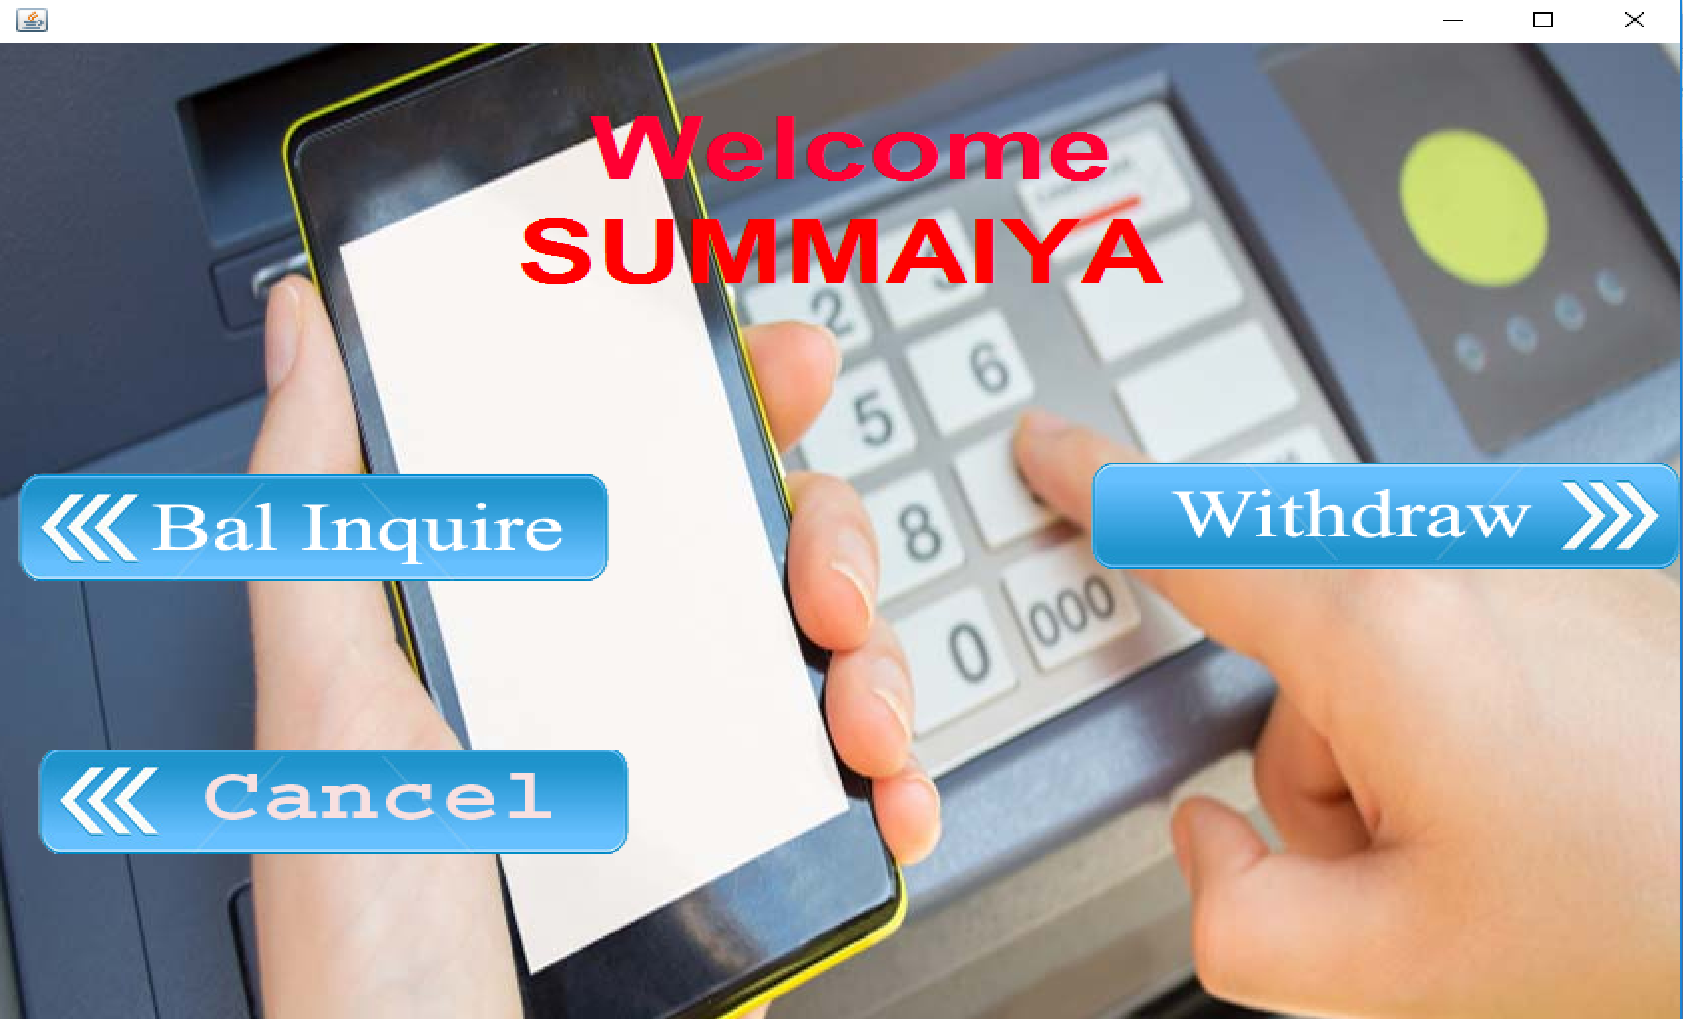 Welcome
SUMMAIYA
2
5 6
8
0 000
Bal Inquire
Withdraw
Cancel